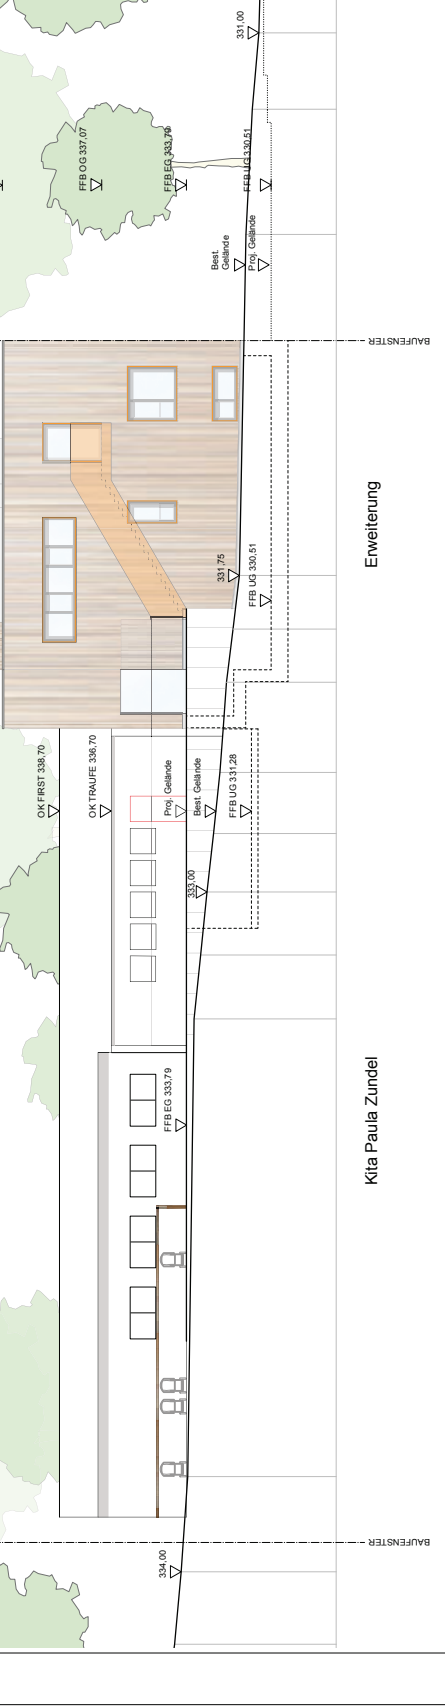 334,00
BAUFENSTER
Kita Paula Zundel
FFB EG 333,79
333,00
OK FIRST 338,70
OK TRAUFE 336,70
Proj. Gelände
Best. Gelände
FFB UG 331,28
331,75
FFB UG 330,51
Erweiterung
BAUFENSTER
Best.
Gelände
Proj. Gelände
FFB OG 337,07
FFB EG 333,79
FFB UG 330,51
331,00